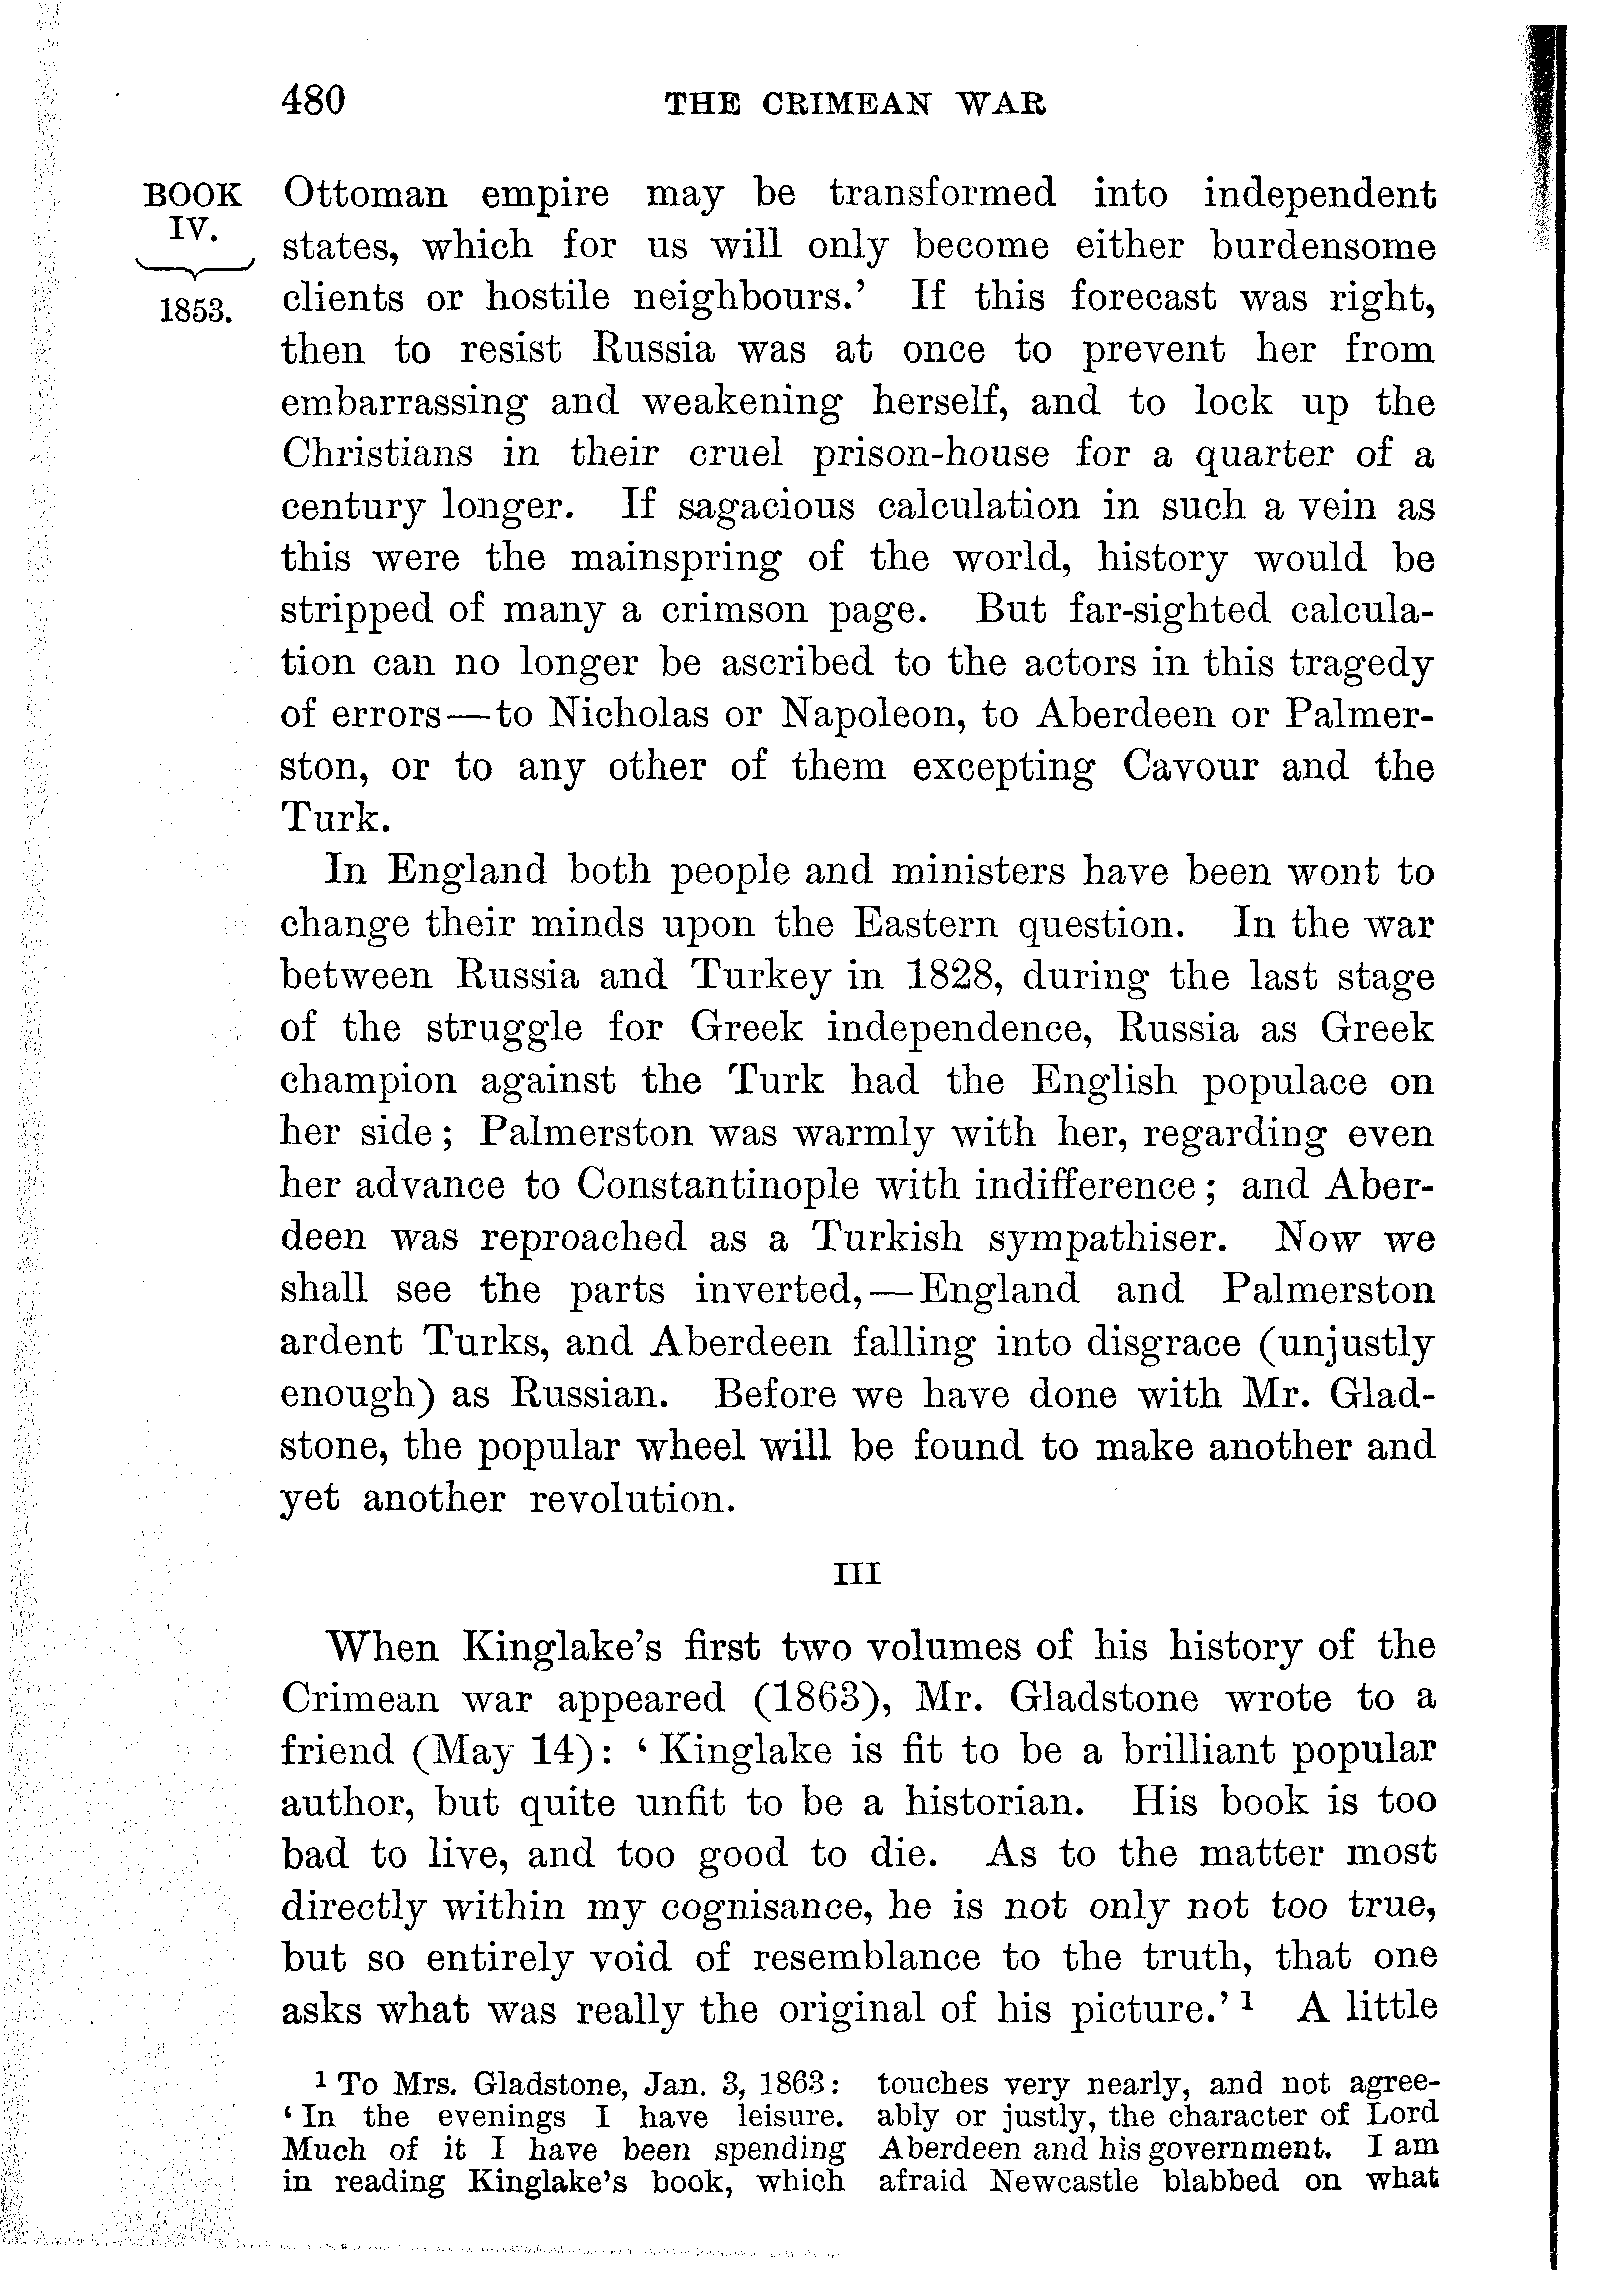 480 THE CRIMEAN WAR
BOOK
IV.
1853.
Ottoman empire may be transformed into independent
states, which for us will only become either burdensome
clients or hostile neighbours.' If this forecast was right,
then to resist Russia was at once to prevent her from
embarrassing and weakening herself, and to lock up the
Christians in their cruel prison-house for a quarter of a
century longer. If sagacious calculation in such a vein as
this were the mainspring of the world, history would be
stripped of many a crimson page. But far-sighted calcula-
tion can no longer be ascribed to the actors in this tragedy
of errors—to Nicholas or Napoleon, to Aberdeen or Palmer-
ston, or to any other of them excepting Cavour and the
Turk.
In England both people and ministers have been wont to
change their minds upon the Eastern question. In the war
between Russia and Turkey in 1828, during the last stage
of the struggle for Greek independence, Russia as Greek
champion against the Turk had the English populace on
her side; Palmerston was warmly with her, regarding even
her advance to Constantinople with indifference; and Aber-
deen was reproached as a Turkish sympathiser. Now we
shall see the parts inverted,—England and Palmerston
ardent Turks, and Aberdeen falling into disgrace (unjustly
enough) as Russian. Before we have done with Mr. Glad-
stone, the popular wheel will be found to make another and
yet another revolution.
III
When Kinglake's first two volumes of his history of the
Crimean war appeared (1863), Mr. Gladstone wrote to a
friend (May 14): 'Kinglake is fit to be a brilliant popular
author, but quite unfit to be a historian. His book is too
bad to live, and too good to die. As to the matter most
directly within my cognisance, he is not only not too true,
but so entirely void of resemblance to the truth, that one
asks what was really the original of his picture.'1 A little
1 To Mrs. Gladstone, Jan. 3, 1863:
'In the evenings I have leisure.
Much of it I have been spending
in reading Kinglake's book, which
touches very nearly, and not agree-
ably or justly, the character of Lord
Aberdeen and his government. I am
afraid Newcastle blabbed on what